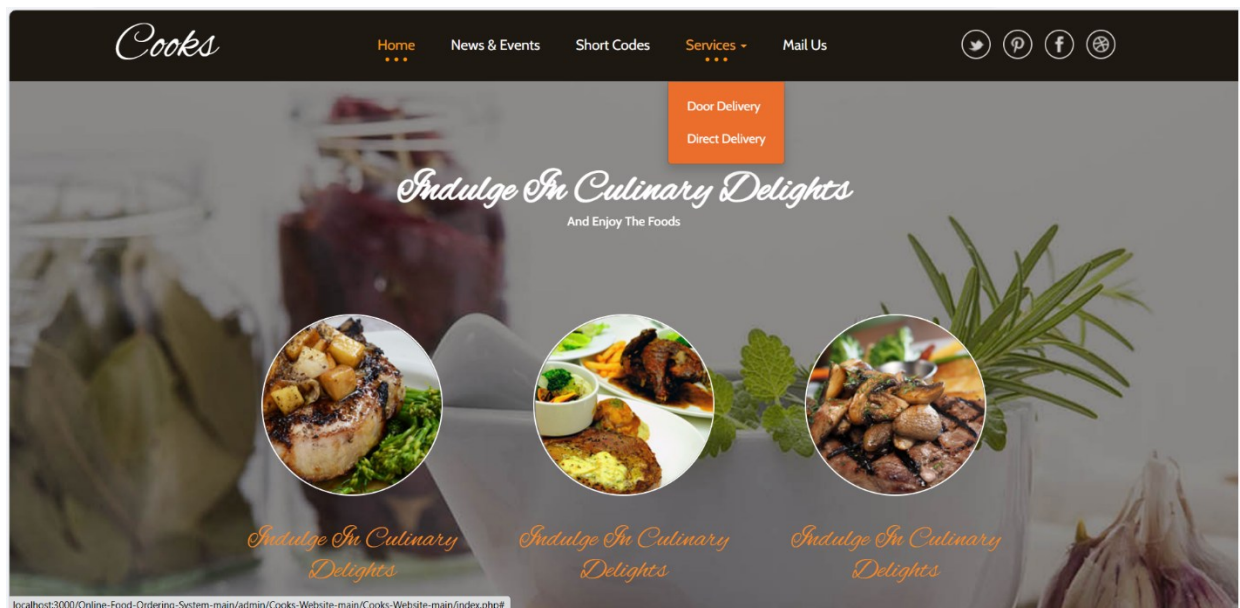 Cooks
Home News & Events Short Codes Services Mail Us
Door Delivery
Direct Delivery
Indulge In Culinary Delights
And Enjoy The Foods
Indulge In Culinary
Delights
Indulge In Culinary
Delights
Indulge In Culinary
Delights
localhost:3000/Online-Food-Ordering-System-main/admin/Cooks-Website-main/Cooks-Website-main/index.php#